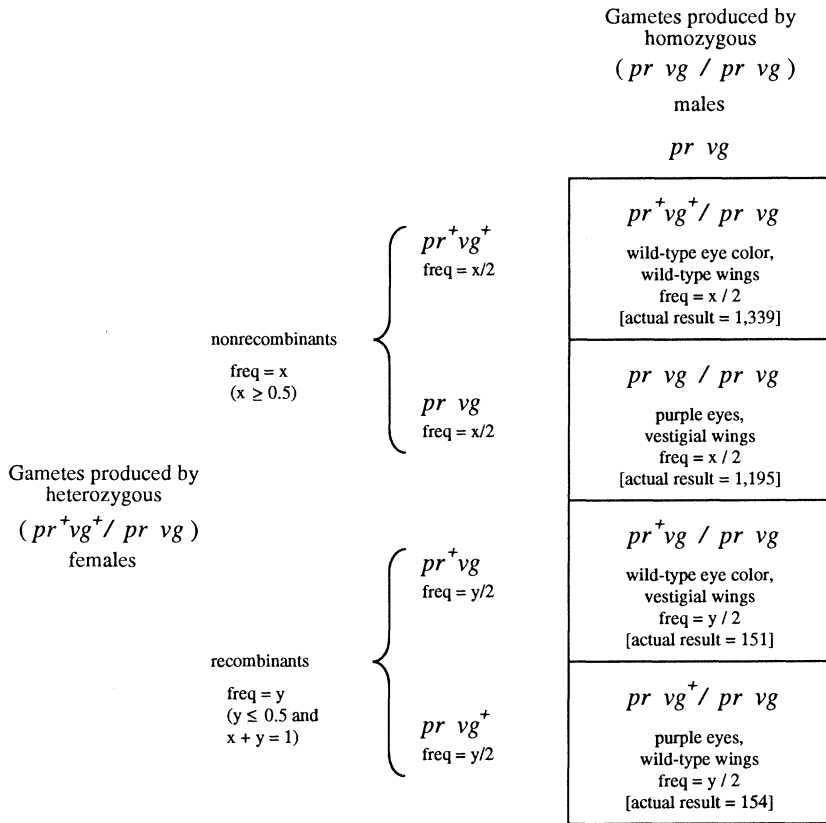 Gametes produced by
homozygous
( pr vg / pr vg )
males
pr vg
pr⁺vg⁺/ pr vg
wild-type eye color,
wild-type wings
freq = x / 2
[actual result = 1,339]
pr⁺vg⁺
freq = x/2
nonrecombinants
freq = x
(x ≥ 0.5)
pr vg
freq = x/2
pr vg / pr vg
purple eyes,
vestigial wings
freq = x / 2
[actual result = 1,195]
Gametes produced by
heterozygous
( pr⁺vg⁺/ pr vg )
females
pr⁺vg
freq = y/2
pr⁺vg / pr vg
wild-type eye color,
vestigial wings
freq = y / 2
[actual result = 151]
recombinants
freq = y
(y ≤ 0.5 and
x + y = 1)
pr vg⁺
freq = y/2
pr vg⁺/ pr vg
purple eyes,
wild-type wings
freq = y / 2
[actual result = 154]